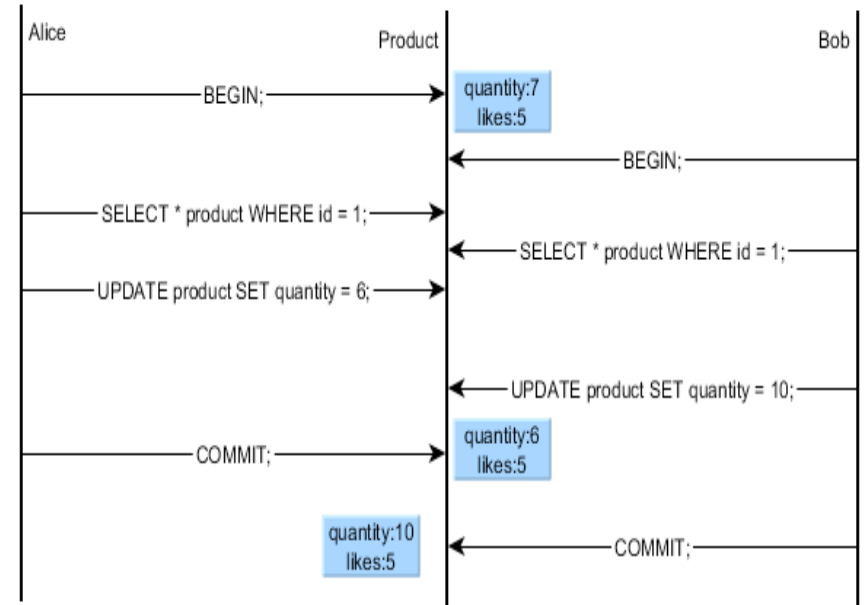 Alice
Product
Bob
BEGIN;
quantity:7
likes:5
BEGIN;
SELECT * product WHERE id = 1;
SELECT * product WHERE id = 1;
UPDATE product SET quantity = 6;
UPDATE product SET quantity = 10;
COMMIT;
quantity:6
likes:5
quantity:10
likes:5
COMMIT;